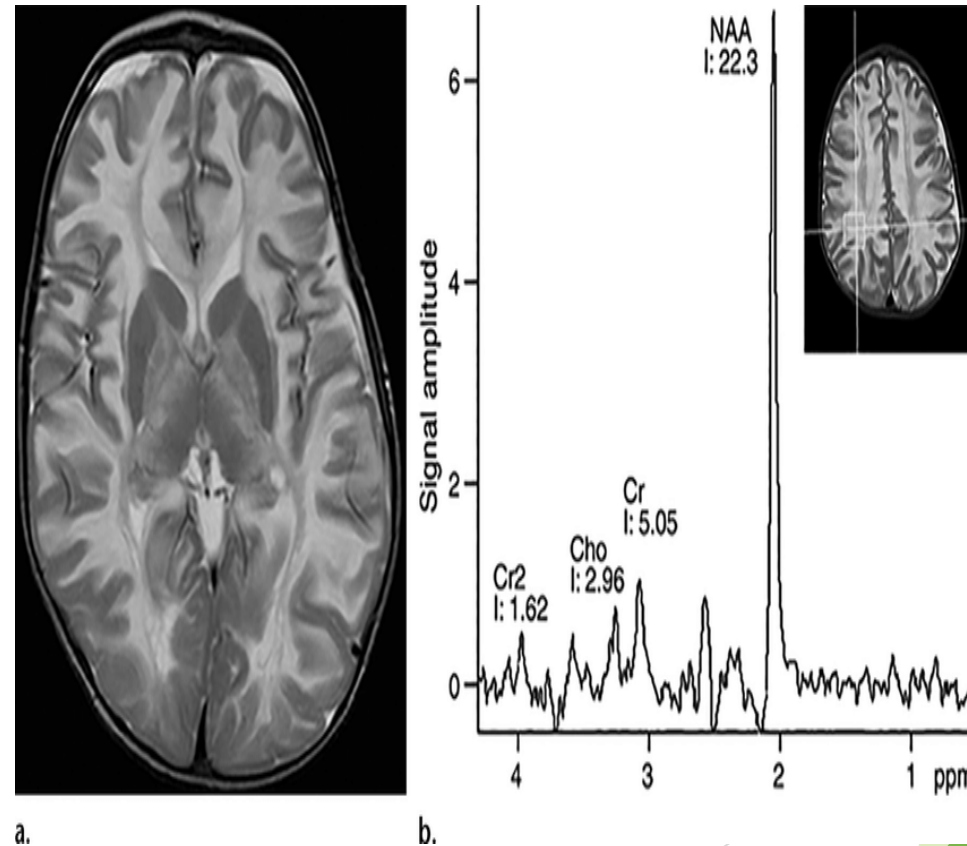 NAA
I: 22.3
6
Signal amplitude
4
Cr
I: 5.05
2
Cho
I: 2.96
Cr2
I: 1.62
0
4 3 2 1 ppm
a. b.